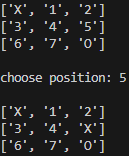 ['X', '1', '2']
['3', '4', '5']
['6', '7', 'O']
choose position: 5
['X', '1', '2']
['3', '4', 'X']
['6', '7', 'O']